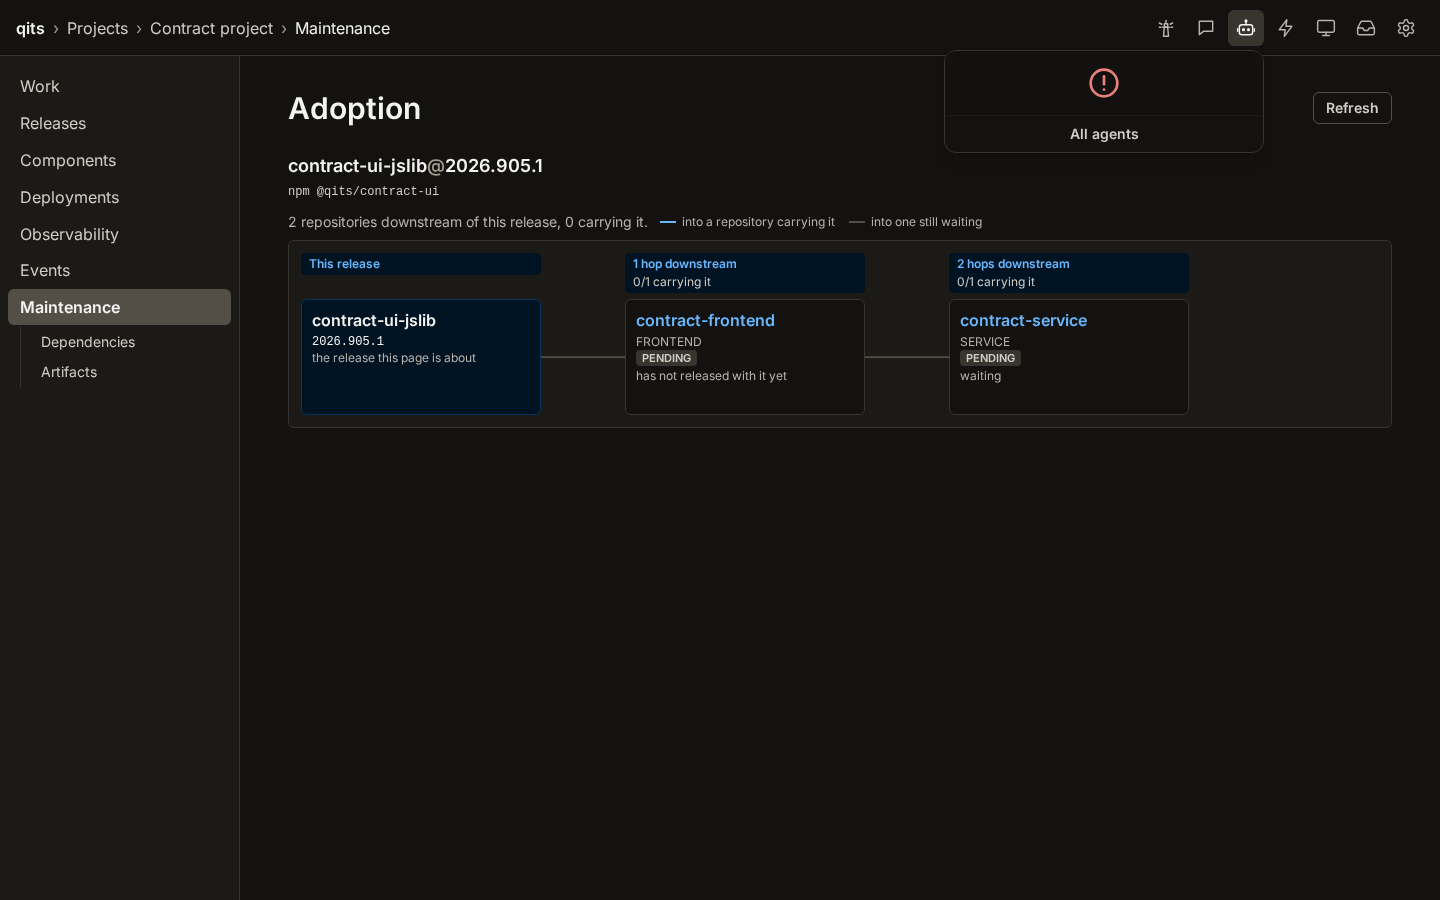 qits › Projects › Contract project › Maintenance
All agents
Work
Releases
Components
Deployments
Observability
Events
Maintenance
Dependencies
Artifacts
Adoption
Refresh
contract-ui-jslib@2026.905.1
npm @qits/contract-ui
2 repositories downstream of this release, 0 carrying it.
into a repository carrying it
into one still waiting
This release
contract-ui-jslib
2026.905.1
the release this page is about
1 hop downstream
0/1 carrying it
contract-frontend
FRONTEND
PENDING
has not released with it yet
2 hops downstream
0/1 carrying it
contract-service
SERVICE
PENDING
waiting